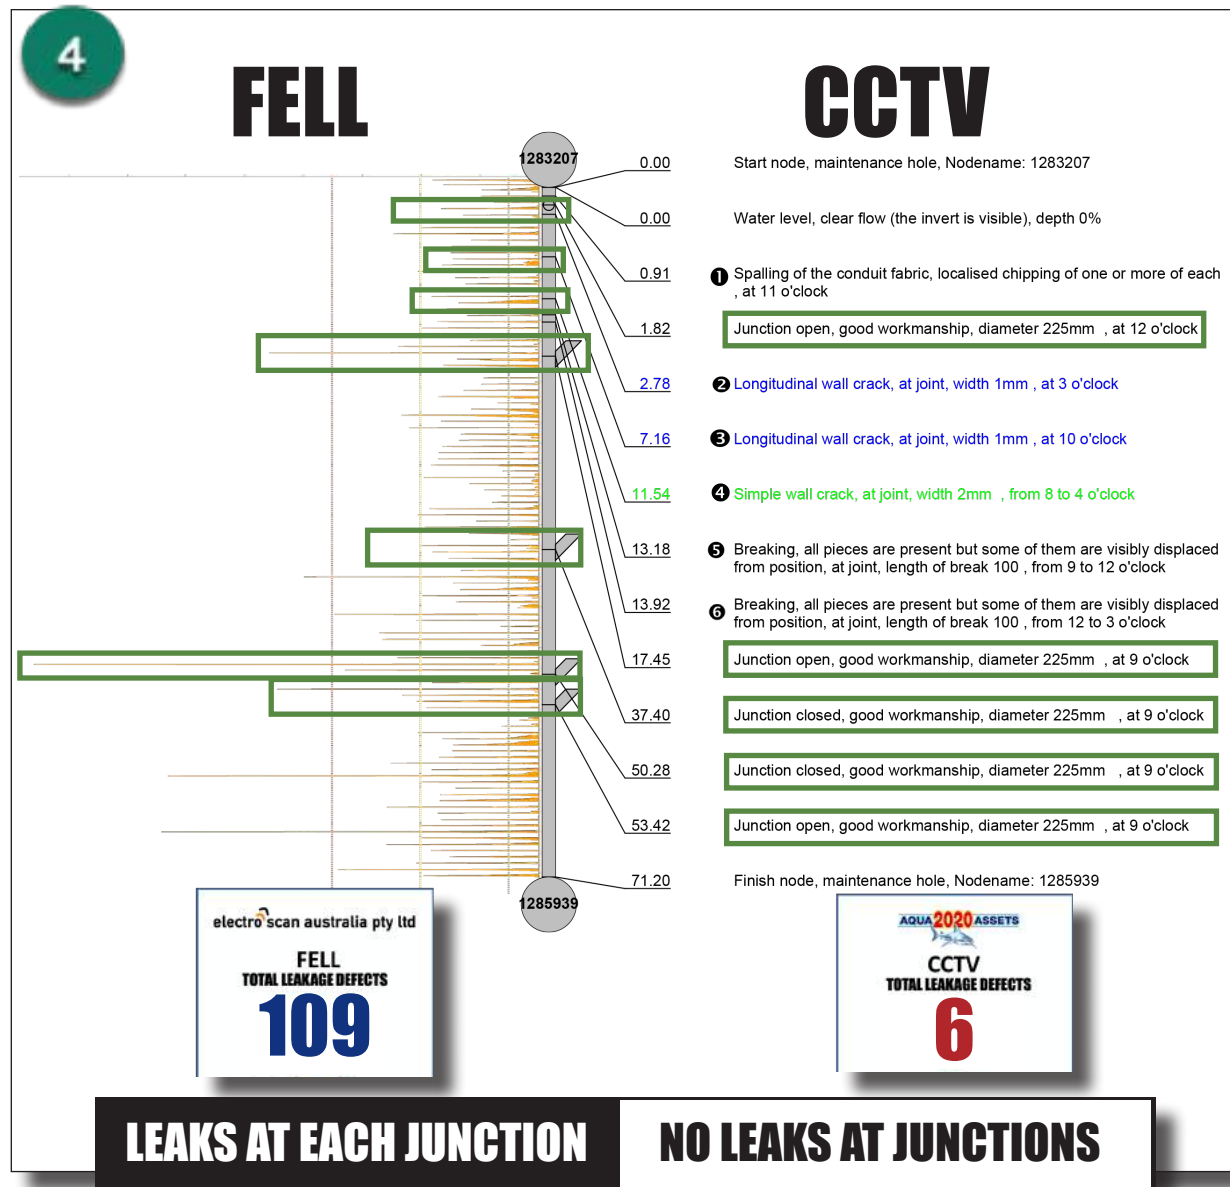 4
FELL
CCTV
1283207
0.00 Start node, maintenance hole, Nodename: 1283207
0.00 Water level, clear flow (the invert is visible), depth 0%
0.91 ❶ Spalling of the conduit fabric, localised chipping of one or more of each
, at 11 o'clock
1.82 Junction open, good workmanship, diameter 225mm , at 12 o'clock
2.78 ❷ Longitudinal wall crack, at joint, width 1mm , at 3 o'clock
7.16 ❸ Longitudinal wall crack, at joint, width 1mm , at 10 o'clock
11.54 ❹ Simple wall crack, at joint, width 2mm , from 8 to 4 o'clock
13.18 ❺ Breaking, all pieces are present but some of them are visibly displaced
from position, at joint, length of break 100 , from 9 to 12 o'clock
13.92 ❻ Breaking, all pieces are present but some of them are visibly displaced
from position, at joint, length of break 100 , from 12 to 3 o'clock
17.45 Junction open, good workmanship, diameter 225mm , at 9 o'clock
37.40 Junction closed, good workmanship, diameter 225mm , at 9 o'clock
50.28 Junction closed, good workmanship, diameter 225mm , at 9 o'clock
53.42 Junction open, good workmanship, diameter 225mm , at 9 o'clock
71.20 Finish node, maintenance hole, Nodename: 1285939
1285939
electro scan australia pty ltd
FELL
TOTAL LEAKAGE DEFECTS
109
AQUA 2020 ASSETS
CCTV
TOTAL LEAKAGE DEFECTS
6
LEAKS AT EACH JUNCTION
NO LEAKS AT JUNCTIONS